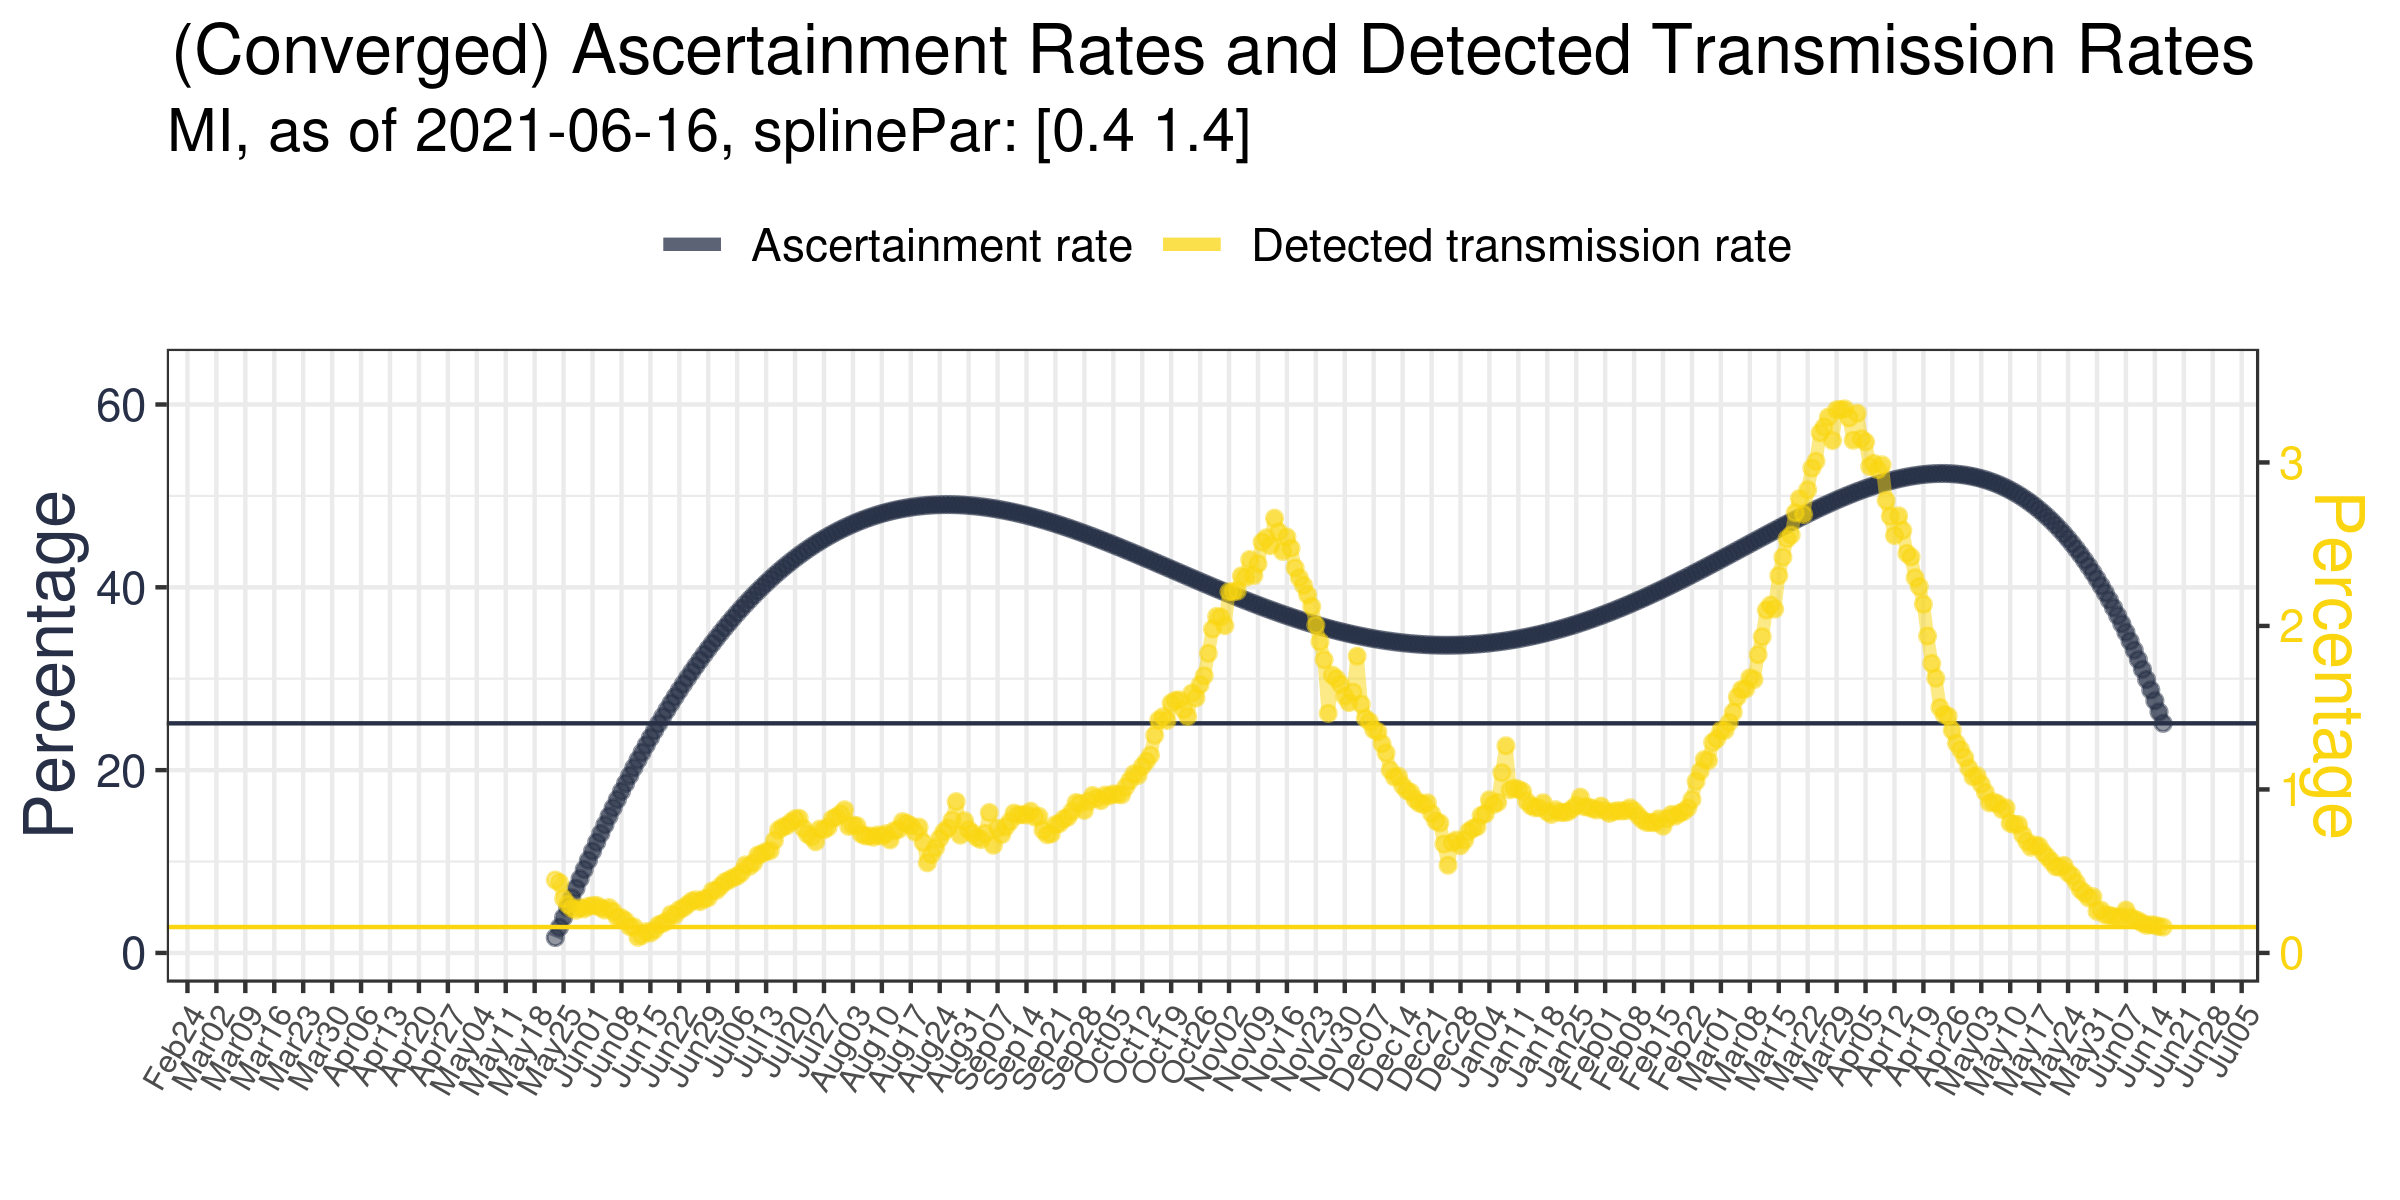 (Converged) Ascertainment Rates and Detected Transmission Rates
MI, as of 2021-06-16, splinePar: [0.4 1.4]
Ascertainment rate
Detected transmission rate
Percentage
60
40
20
0
3
2
1
0
Percentage
Feb24
Mar02
Mar09
Mar16
Mar23
Mar30
Apr06
Apr13
Apr20
Apr27
May04
May11
May18
May25
Jun01
Jun08
Jun15
Jun22
Jun29
Jul06
Jul13
Jul20
Jul27
Aug03
Aug10
Aug17
Aug24
Aug31
Sep07
Sep14
Sep21
Sep28
Oct05
Oct12
Oct19
Oct26
Nov02
Nov09
Nov16
Nov23
Nov30
Dec07
Dec14
Dec21
Dec28
Jan04
Jan11
Jan18
Jan25
Feb01
Feb08
Feb15
Feb22
Mar01
Mar08
Mar15
Mar22
Mar29
Apr05
Apr12
Apr19
Apr26
May03
May10
May17
May24
May31
Jun07
Jun14
Jun21
Jun28
Jul05